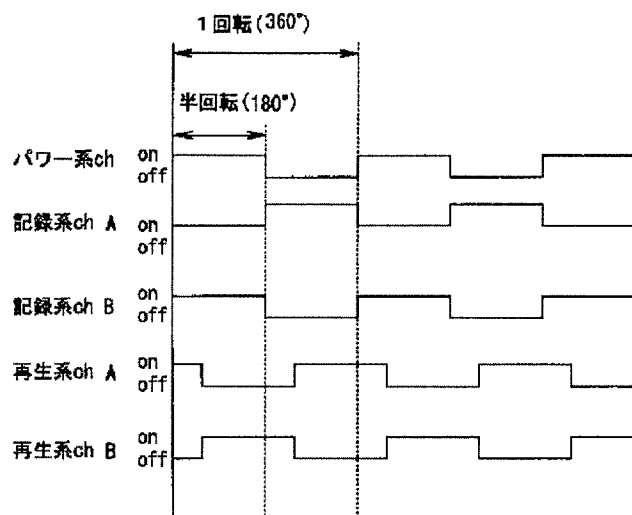 1回転(360°)
半回転(180°)
パワー系ch on
off
記録系ch A on
off
記録系ch B on
off
再生系ch A on
off
再生系ch B on
off